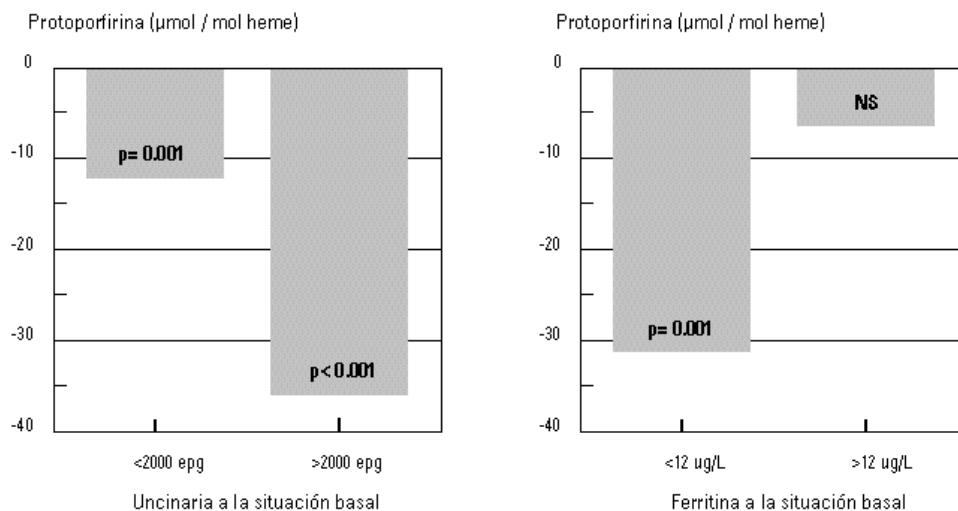 Protoporfirina (µmol / mol heme)
0
-10
-20
-30
-40
p= 0.001
p< 0.001
<2000 epg
>2000 epg
Uncinaria a la situación basal
Protoporfirina (µmol / mol heme)
0
-10
-20
-30
-40
NS
p= 0.001
<12 ug/L
>12 ug/L
Ferritina a la situación basal